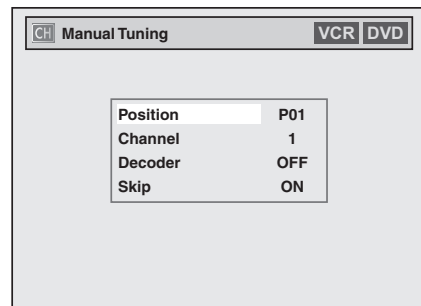 CH Manual Tuning VCR DVD
Position P01
Channel 1
Decoder OFF
Skip ON